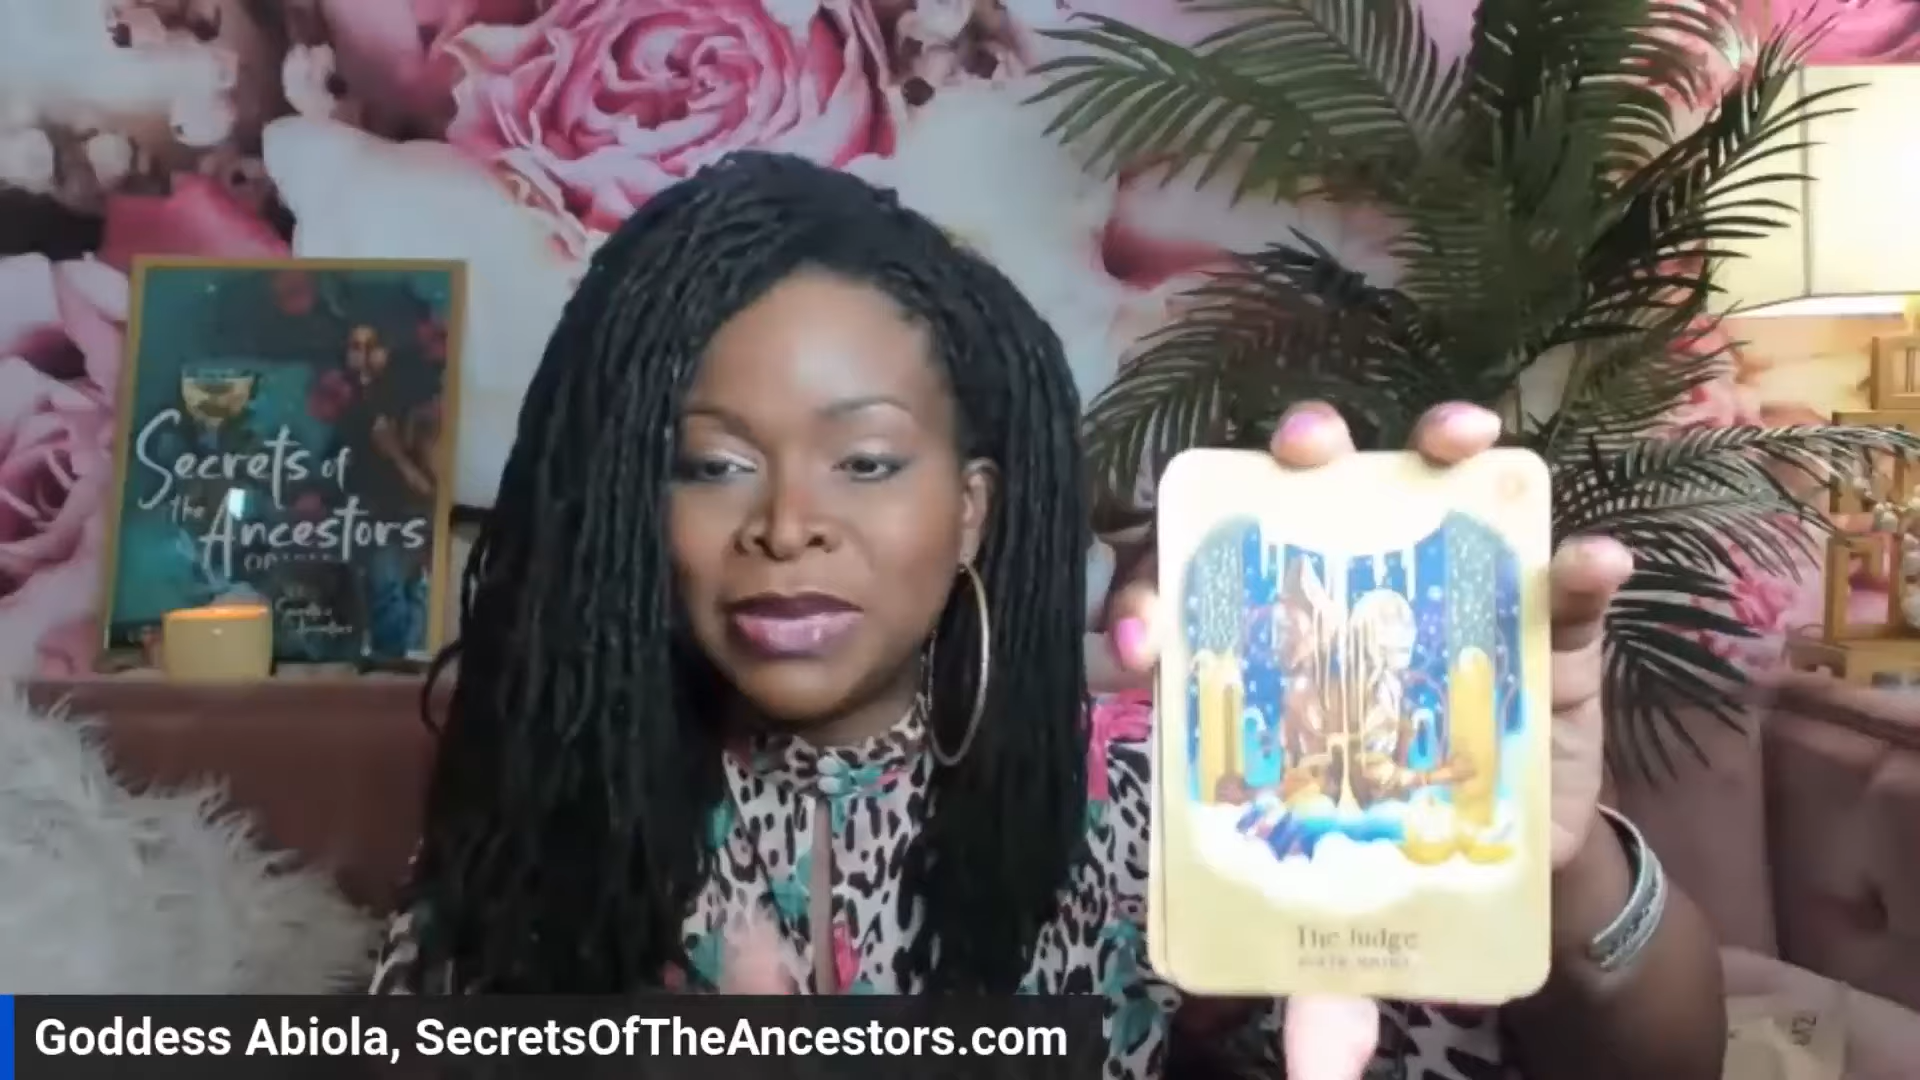 Secrets of
the Ancestors
The Judge
Goddess Abiola, SecretsOfTheAncestors.com